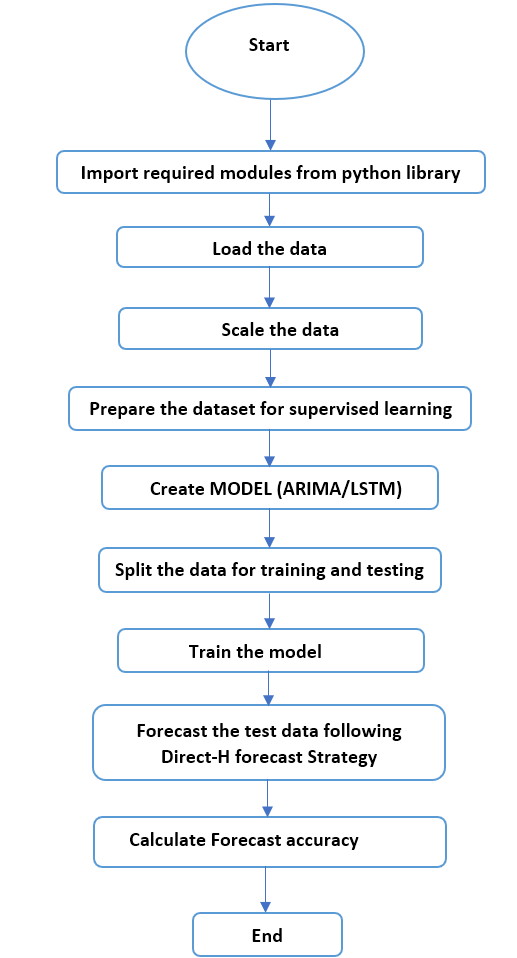 Start
Import required modules from python library
Load the data
Scale the data
Prepare the dataset for supervised learning
Create MODEL (ARIMA/LSTM)
Split the data for training and testing
Train the model
Forecast the test data following
Direct-H forecast Strategy
Calculate Forecast accuracy
End